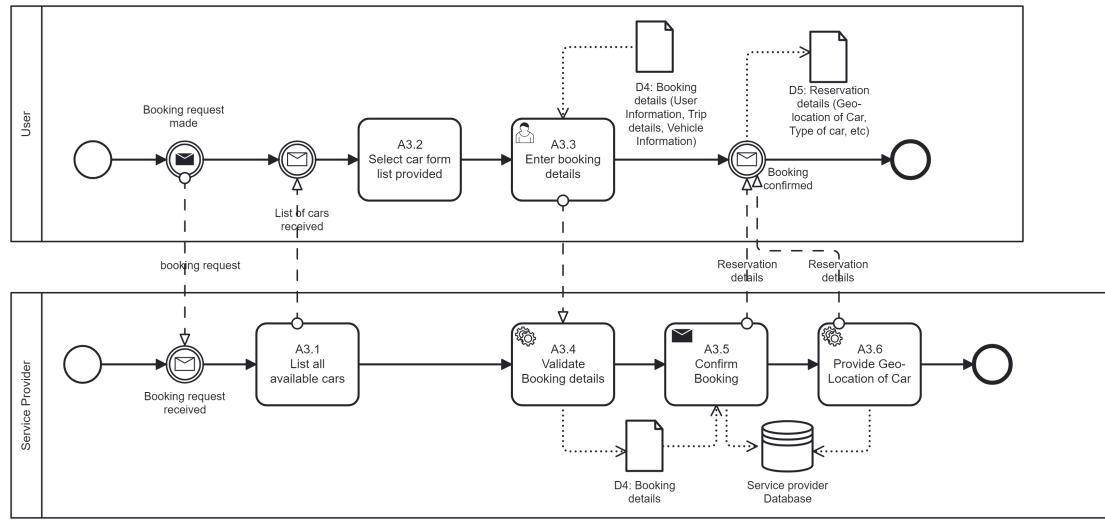 User
Booking request
made
List of cars
received
A3.2
Select car form
list provided
A3.3
Enter booking
details
D4: Booking
details (User
Information, Trip
details, Vehicle
Information)
D5: Reservation
details (Geo-
location of Car,
Type of car, etc)
Booking
confirmed
booking request
Reservation
details
Reservation
details
Service Provider
Booking request
received
A3.1
List all
available cars
A3.4
Validate
Booking details
A3.5
Confirm
Booking
A3.6
Provide Geo-
Location of Car
D4: Booking
details
Service provider
Database